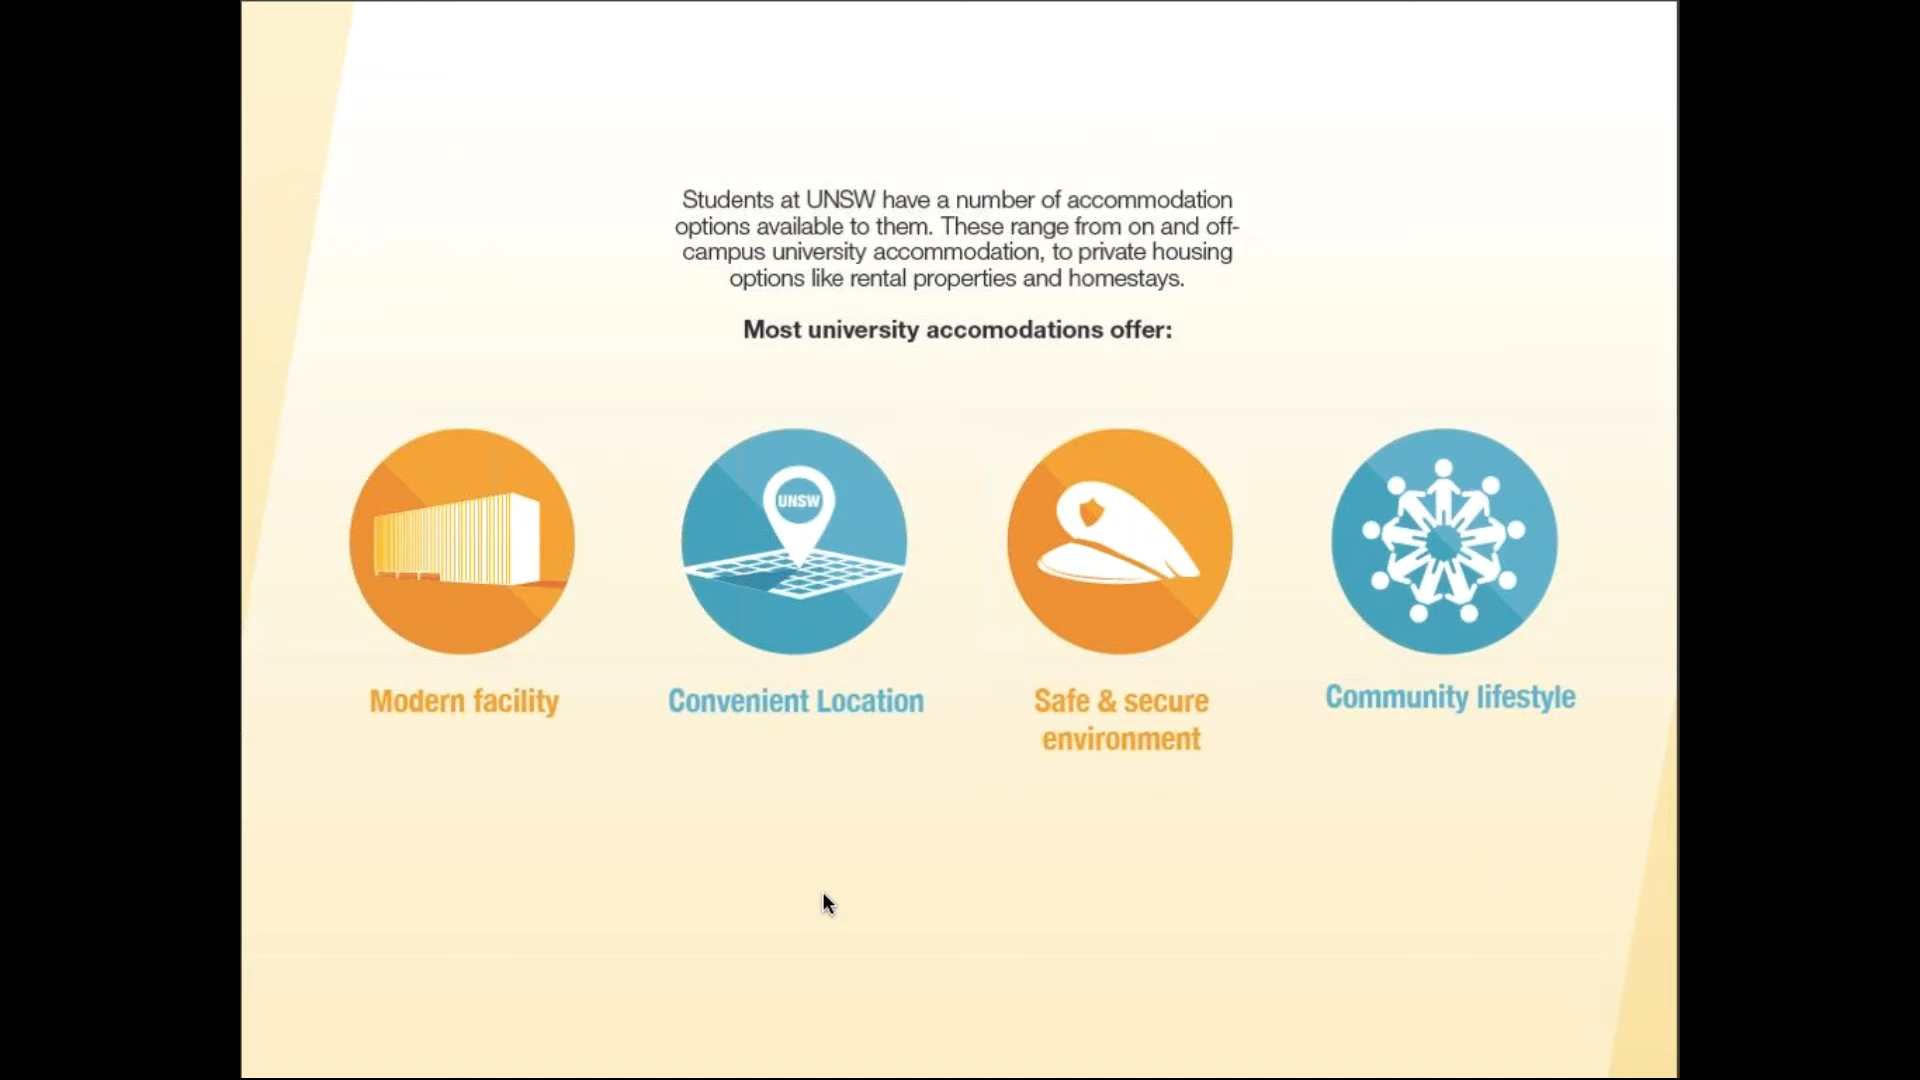 Students at UNSW have a number of accommodation
options available to them. These range from on and off-
campus university accommodation, to private housing
options like rental properties and homestays.
Most university accomodations offer:
UNSW
Modern facility
Convenient Location
Safe & secure
environment
Community lifestyle